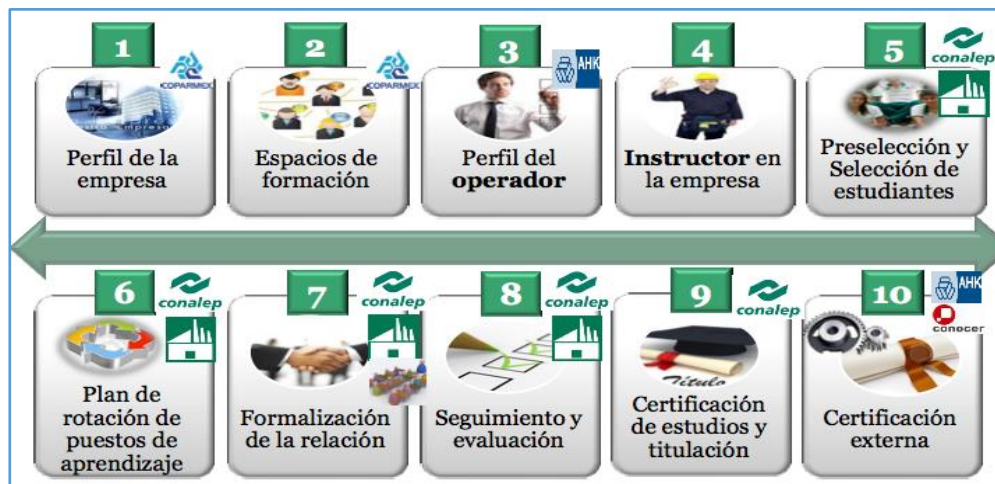 1
COPARMEX
Perfil de la
empresa
2
COPARMEX
Espacios de
formación
3
AHK
Perfil del
operador
4
Instructor en
la empresa
5
conalep
Preselección y
Selección de
estudiantes
6
conalep
Plan de
rotación de
puestos de
aprendizaje
7
conalep
Formalización
de la relación
8
conalep
Seguimiento y
evaluación
9
conalep
Título
Certificación
de estudios y
titulación
10
AHK
conocer
Certificación
externa